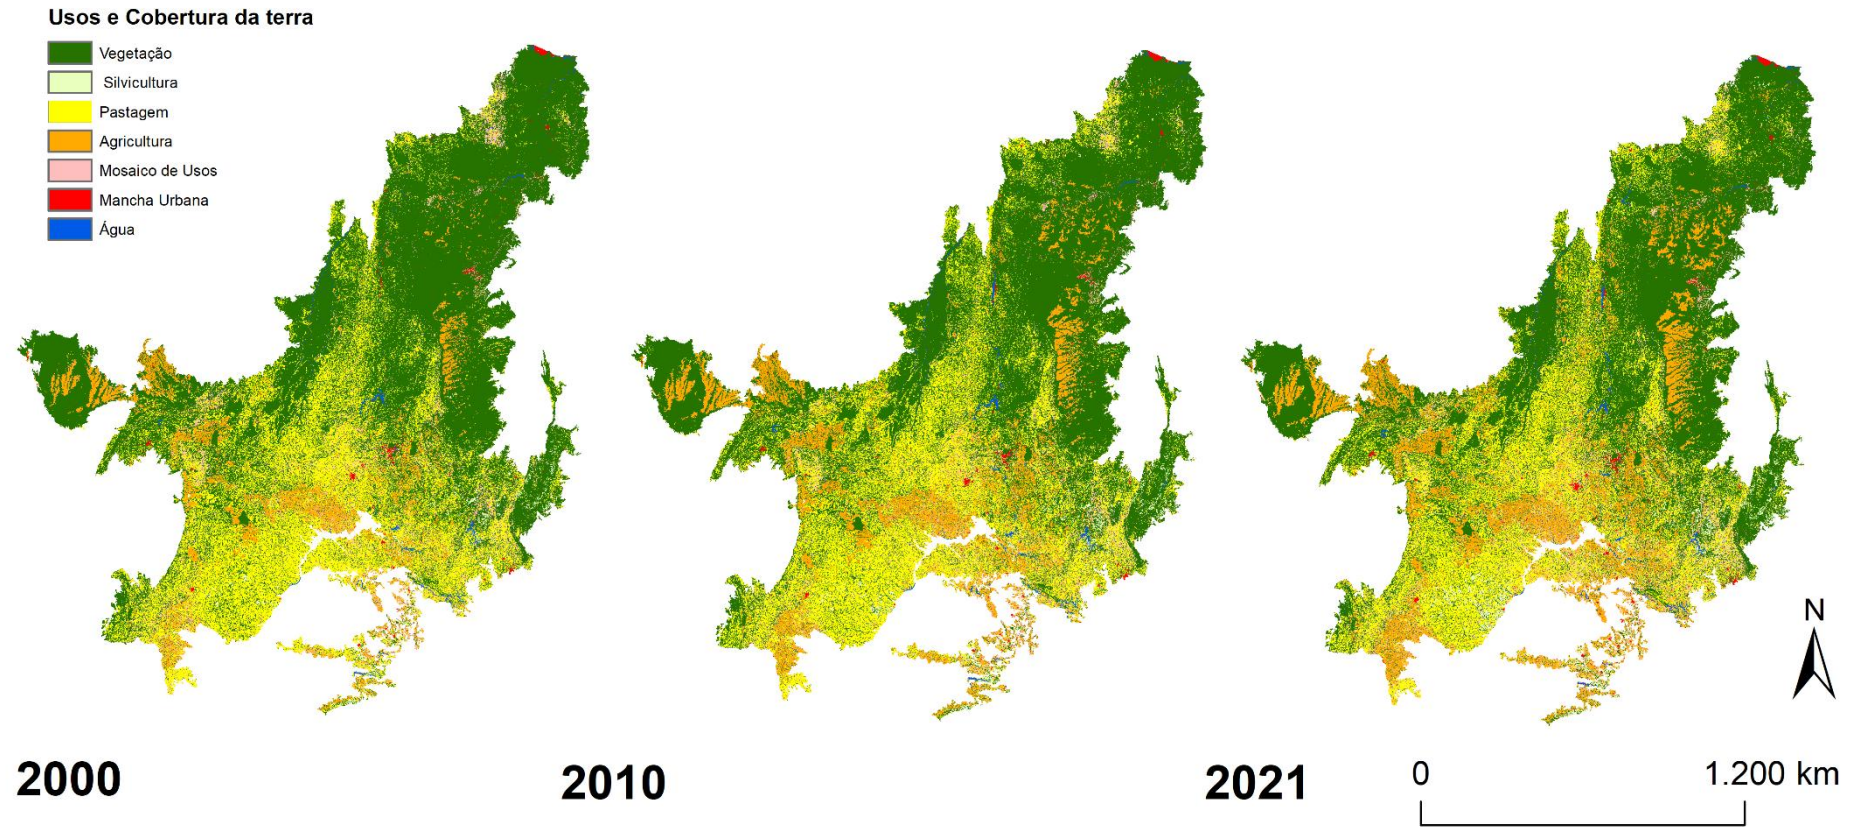 Usos e Cobertura da terra
Vegetação
Silvicultura
Pastagem
Agricultura
Mosaico de Usos
Mancha Urbana
Água
N
2000
2010
2021
0
1.200 km